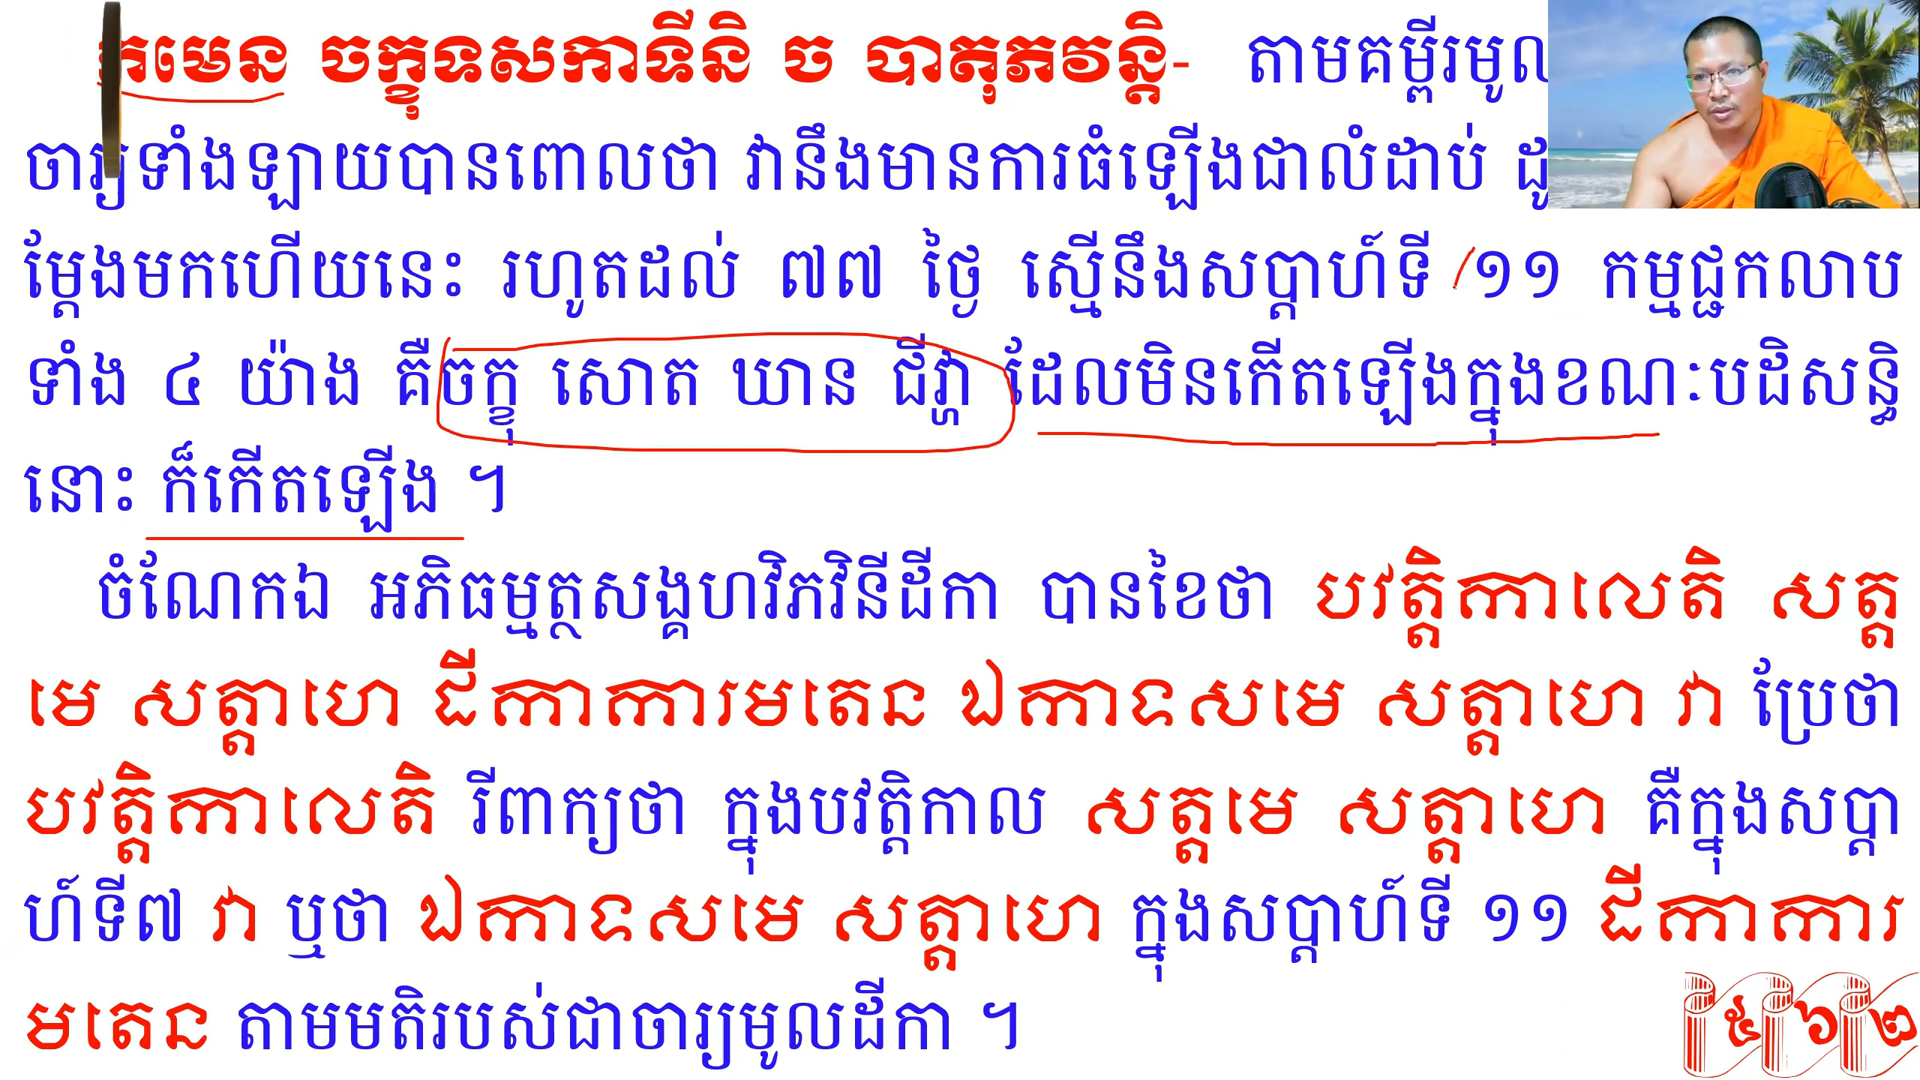 កមេន ចក្ខុទសកាទីនិ ច បាតុភវន្តិ- តាមគម្ពីរមូល
ចារ្យទាំងឡាយបានពោលថា វានឹងមានការធំឡើងជាលំដាប់ ដូ
ម្ដែងមកហើយនេះ រហូតដល់ ៧៧ ថ្ងៃ ស្មើនឹងសប្ដាហ៍ទី ១១ កម្មជ្ជកលាប
ទាំង ៤ យ៉ាង គឺចក្ខុ សោត ឃាន ជីវ្ហា ដែលមិនកើតឡើងក្នុងខណៈបដិសន្ធិ
នោះ ក៏កើតឡើង ។
ចំណែកឯ អភិធម្មត្ថសង្គហវិភវិនីដីកា បានខៃថា បវត្តិកាលេតិ សត្ត
មេ សត្តាហេ ដីកាការមតេន ឯកាទសមេ សត្តាហេ វា ប្រែថា
បវត្តិកាលេតិ រីពាក្យថា ក្នុងបវត្តិកាល សត្តមេ សត្តាហេ គឺក្នុងសប្ដា
ហ៍ទី៧ វា ឬថា ឯកាទសមេ សត្តាហេ ក្នុងសប្ដាហ៍ទី ១១ ដីកាការ
មតេន តាមមតិរបស់ជាចារ្យមូលដីកា ។
៥៦២